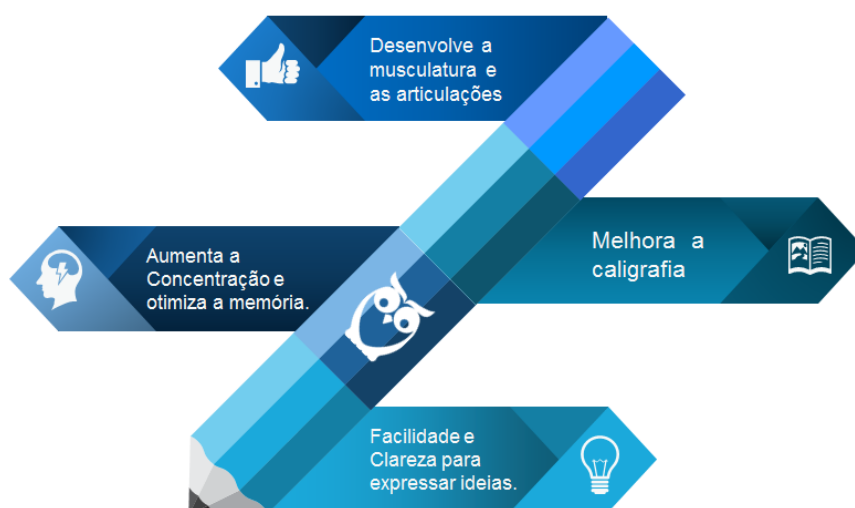 Desenvolve a
musculatura e
as articulações
Aumenta a
Concentração e
otimiza a memória.
Melhora a
caligrafia
Facilidade e
Clareza para
expressar ideias.